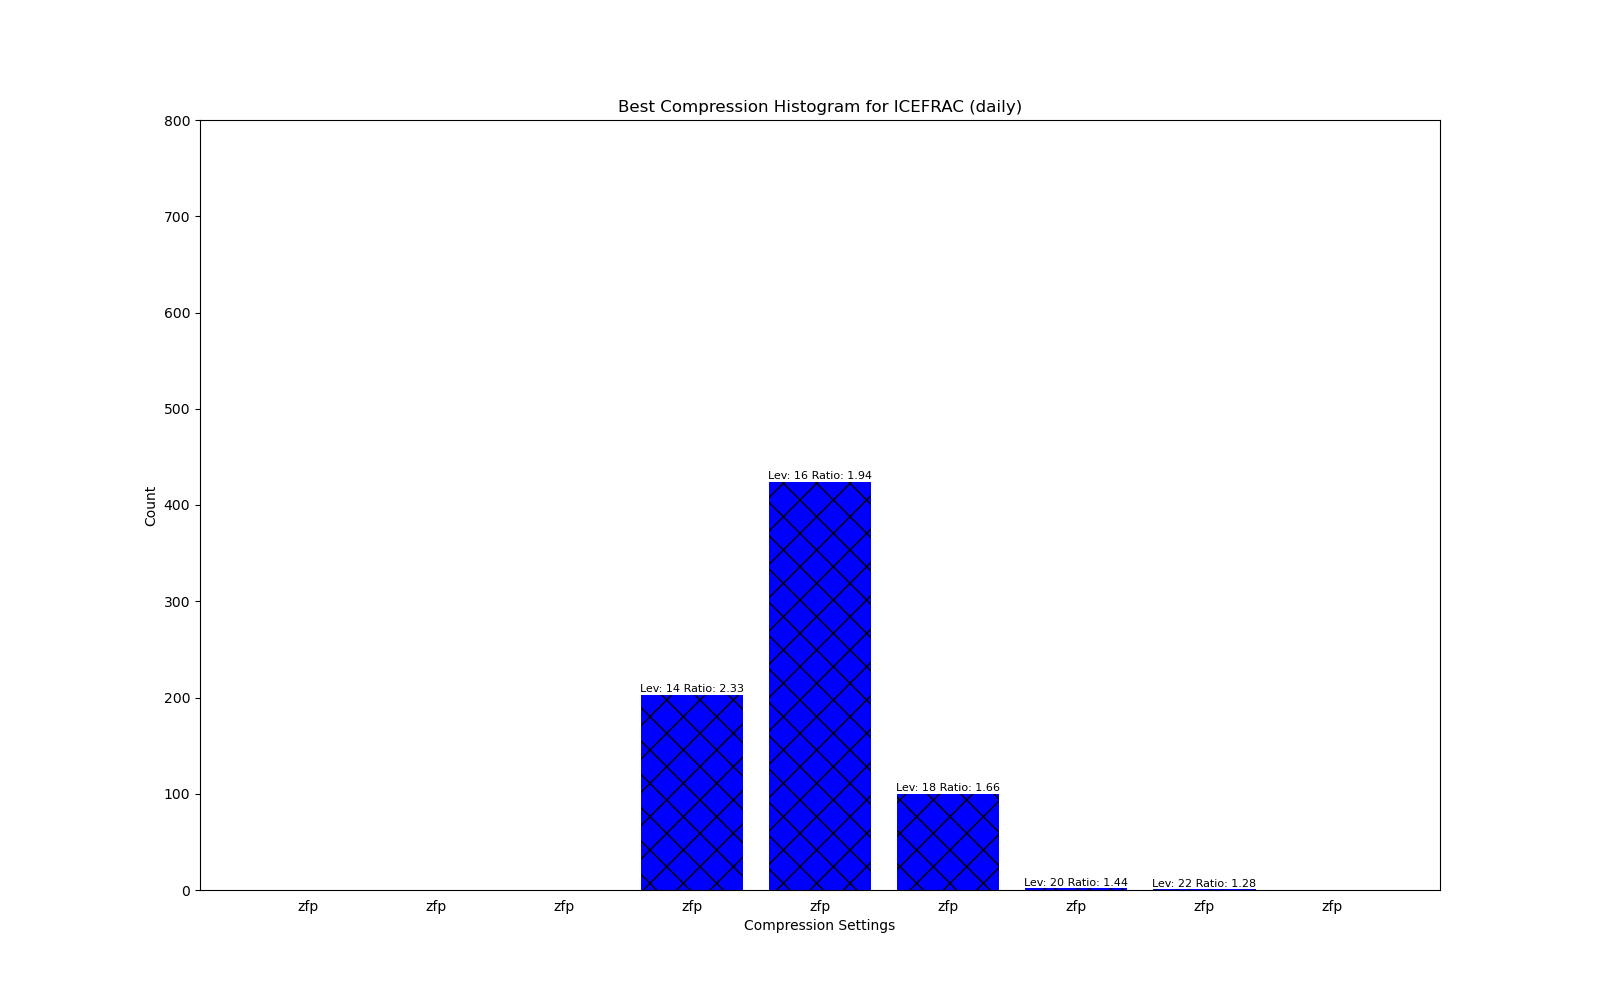 Best Compression Histogram for ICEFRAC (daily)
800
700
600
500
400
300
200
100
0
Count
Lev: 14 Ratio: 2.33
Lev: 16 Ratio: 1.94
Lev: 18 Ratio: 1.66
Lev: 20 Ratio: 1.44
Lev: 22 Ratio: 1.28
zfp zfp zfp zfp zfp zfp zfp zfp zfp
Compression Settings